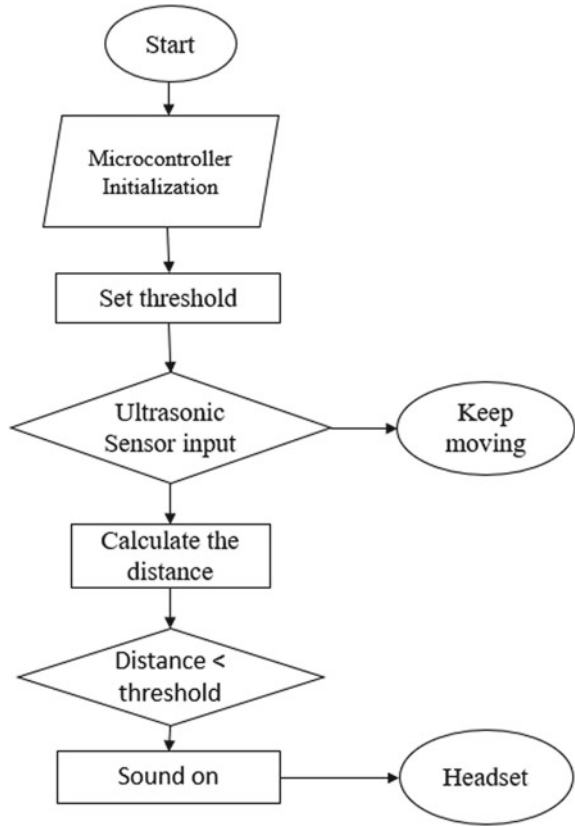 Start
Microcontroller
Initialization
Set threshold
Ultrasonic
Sensor input
Keep
moving
Calculate the
distance
Distance <
threshold
Sound on
Headset